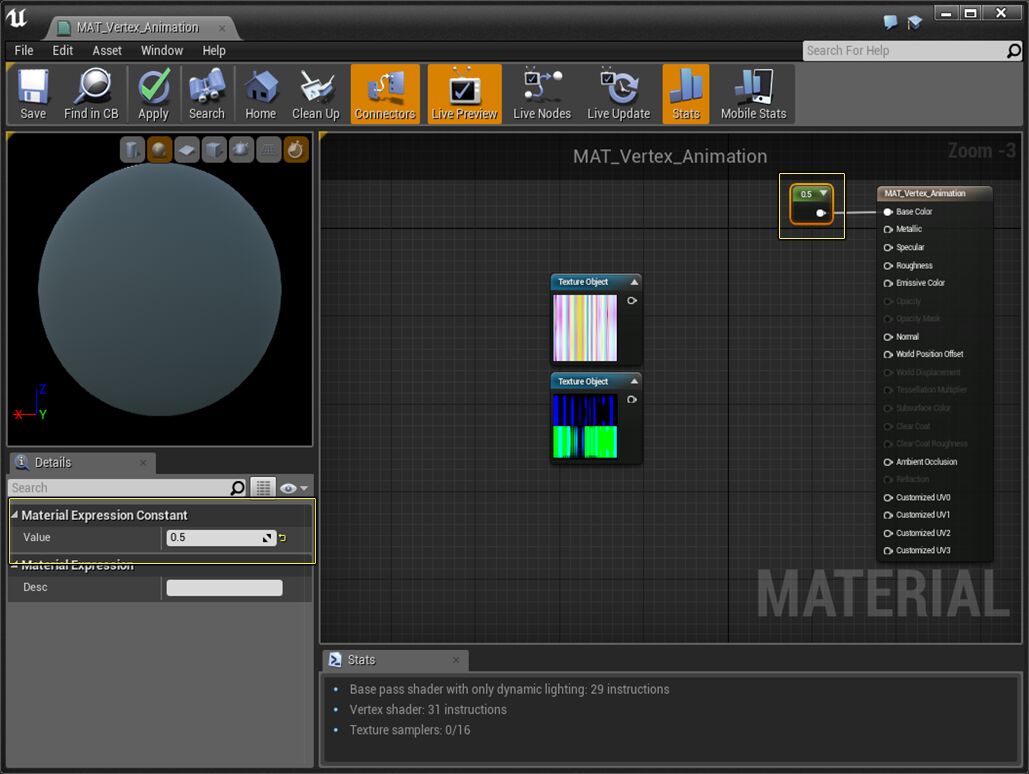 MAT_Vertex_Animation
File Edit Asset Window Help
Search For Help
Save Find in CB Apply Search Home Clean Up Connectors Live Preview Live Nodes Live Update Stats Mobile Stats
MAT_Vertex_Animation
Zoom -3
Z
X
Y
0.5
MAT_Vertex_Animation
Base Color
Metallic
Specular
Roughness
Emissive Color
Opacity
Opacity Mask
Normal
World Position Offset
World Displacement
Tessellation Multiplier
Subsurface Color
Clear Coat
Clear Coat Roughness
Ambient Occlusion
Refraction
Customized UV0
Customized UV1
Customized UV2
Customized UV3
Texture Object
Texture Object
MATERIAL
Details
Search
Material Expression Constant
Value 0.5
Material Expression
Desc
Stats
Base pass shader with only dynamic lighting: 29 instructions
Vertex shader: 31 instructions
Texture samplers: 0/16